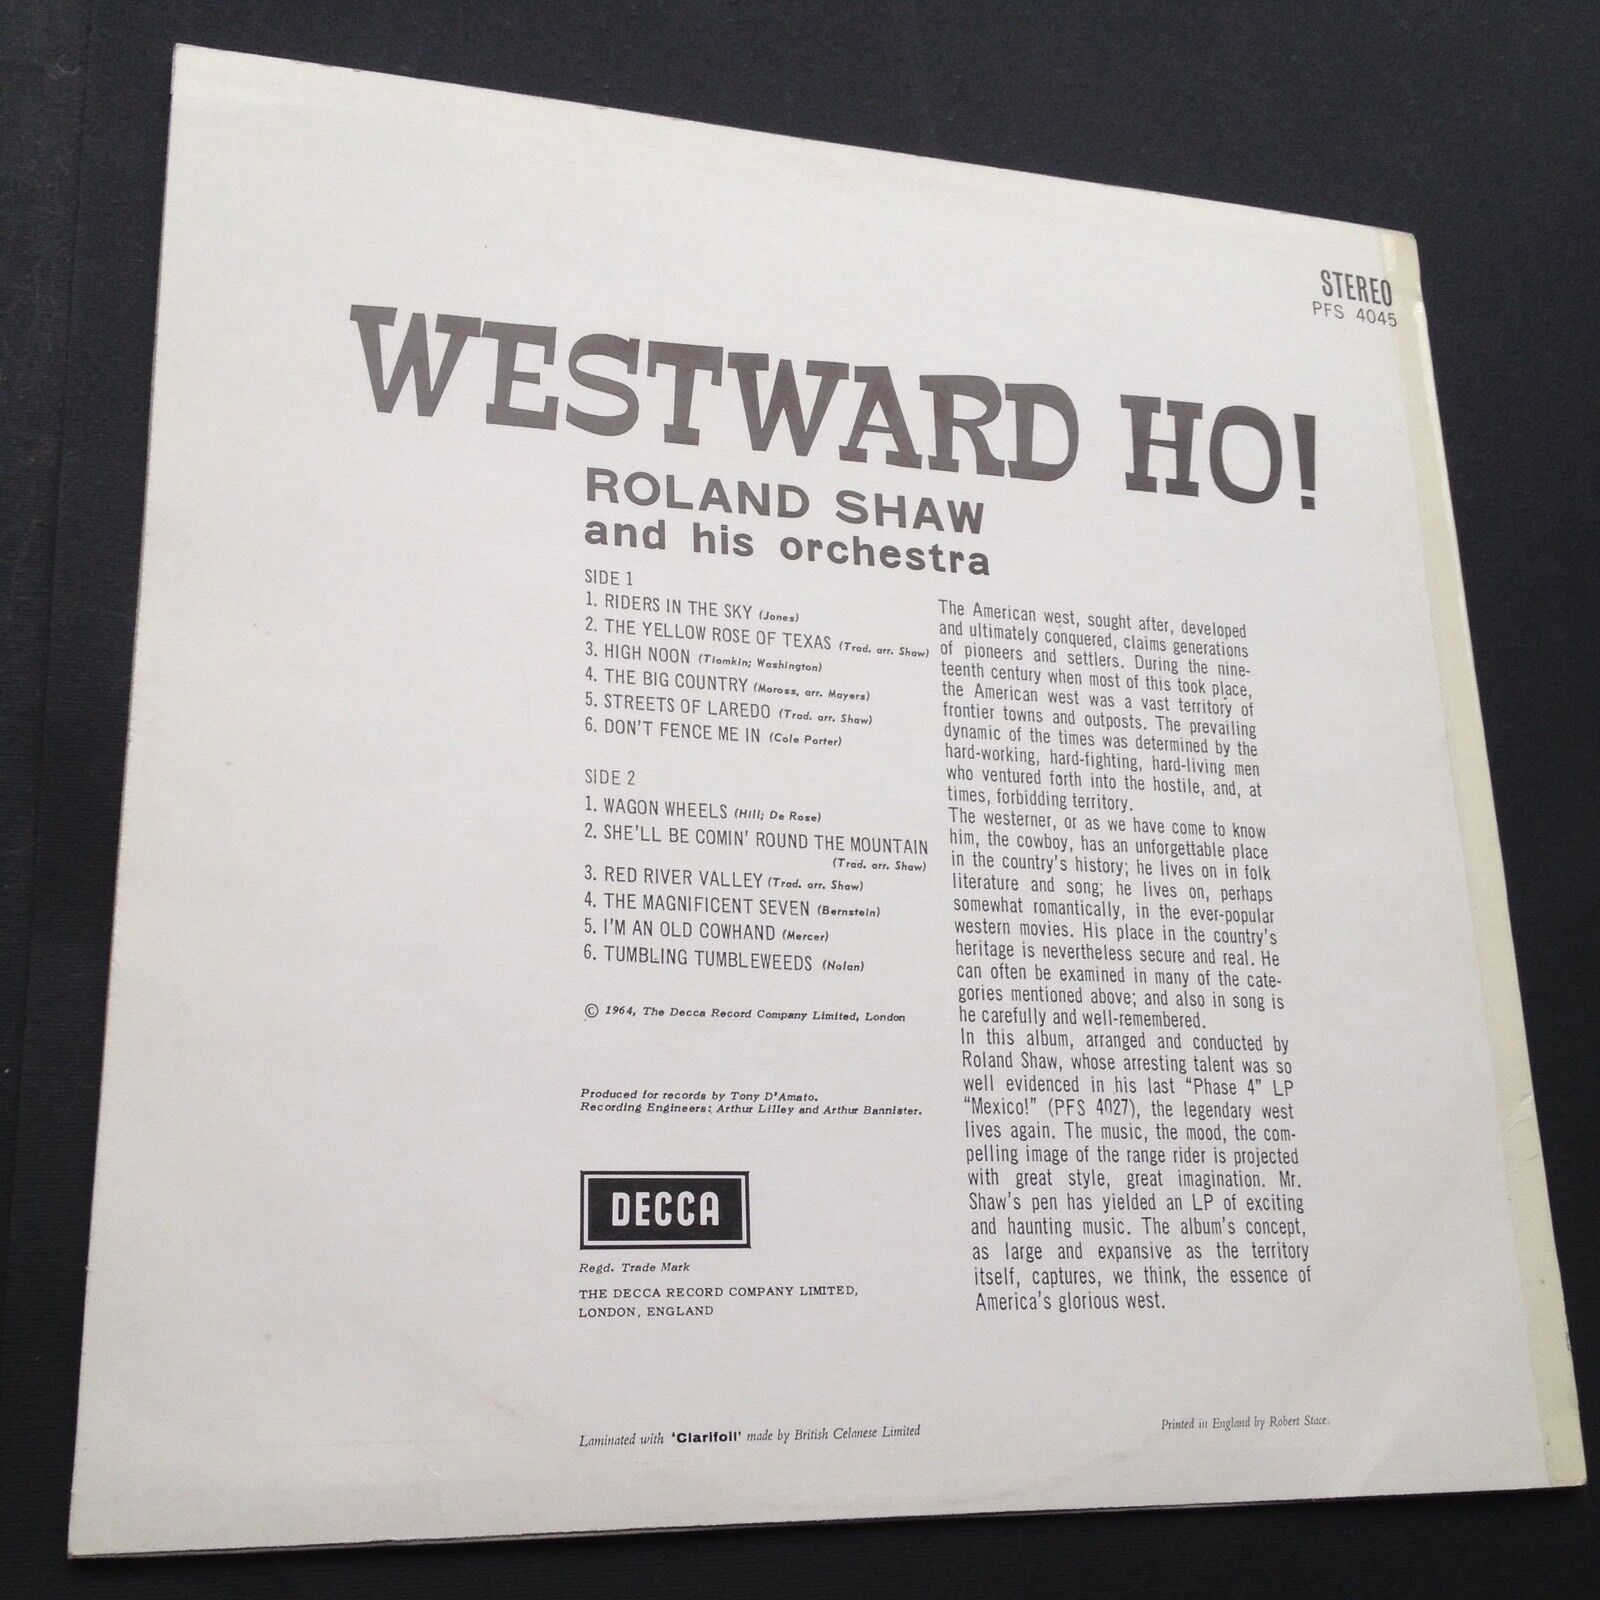 STEREO
PFS 4045
WESTWARD HO!
ROLAND SHAW
and his orchestra
SIDE 1
1. RIDERS IN THE SKY (Jones)
2. THE YELLOW ROSE OF TEXAS (Trad. arr. Shaw)
3. HIGH NOON (Tiomkin; Washington)
4. THE BIG COUNTRY (Moross, arr. Mayers)
5. STREETS OF LAREDO (Trad. arr. Shaw)
6. DON'T FENCE ME IN (Cole Porter)
SIDE 2
1. WAGON WHEELS (Hill; De Rose)
2. SHE'LL BE COMIN' ROUND THE MOUNTAIN
(Trad. arr. Shaw)
3. RED RIVER VALLEY (Trad. arr. Shaw)
4. THE MAGNIFICENT SEVEN (Bernstein)
5. I'M AN OLD COWHAND (Mercer)
6. TUMBLING TUMBLEWEEDS (Nolan)
© 1964, The Decca Record Company Limited, London
Produced for records by Tony D'Amato.
Recording Engineers: Arthur Lilley and Arthur Bannister.
DECCA
Regd. Trade Mark
THE DECCA RECORD COMPANY LIMITED,
LONDON, ENGLAND
The American west, sought after, developed
and ultimately conquered, claims generations
of pioneers and settlers. During the nine-
teenth century when most of this took place,
the American west was a vast territory of
frontier towns and outposts. The prevailing
dynamic of the times was determined by the
hard-working, hard-fighting, hard-living men
who ventured forth into the hostile, and, at
times, forbidding territory.
The westerner, or as we have come to know
him, the cowboy, has an unforgettable place
in the country's history; he lives on in folk
literature and song; he lives on, perhaps
somewhat romantically, in the ever-popular
western movies. His place in the country's
heritage is nevertheless secure and real. He
can often be examined in many of the cate-
gories mentioned above; and also in song is
he carefully and well-remembered.
In this album, arranged and conducted by
Roland Shaw, whose arresting talent was so
well evidenced in his last "Phase 4" LP
"Mexico!" (PFS 4027), the legendary west
lives again. The music, the mood, the com-
pelling image of the range rider is projected
with great style, great imagination. Mr.
Shaw's pen has yielded an LP of exciting
and haunting music. The album's concept,
as large and expansive as the territory
itself, captures, we think, the essence of
America's glorious west.
Laminated with 'Clarifoil' made by British Celanese Limited
Printed in England by Robert Stace.